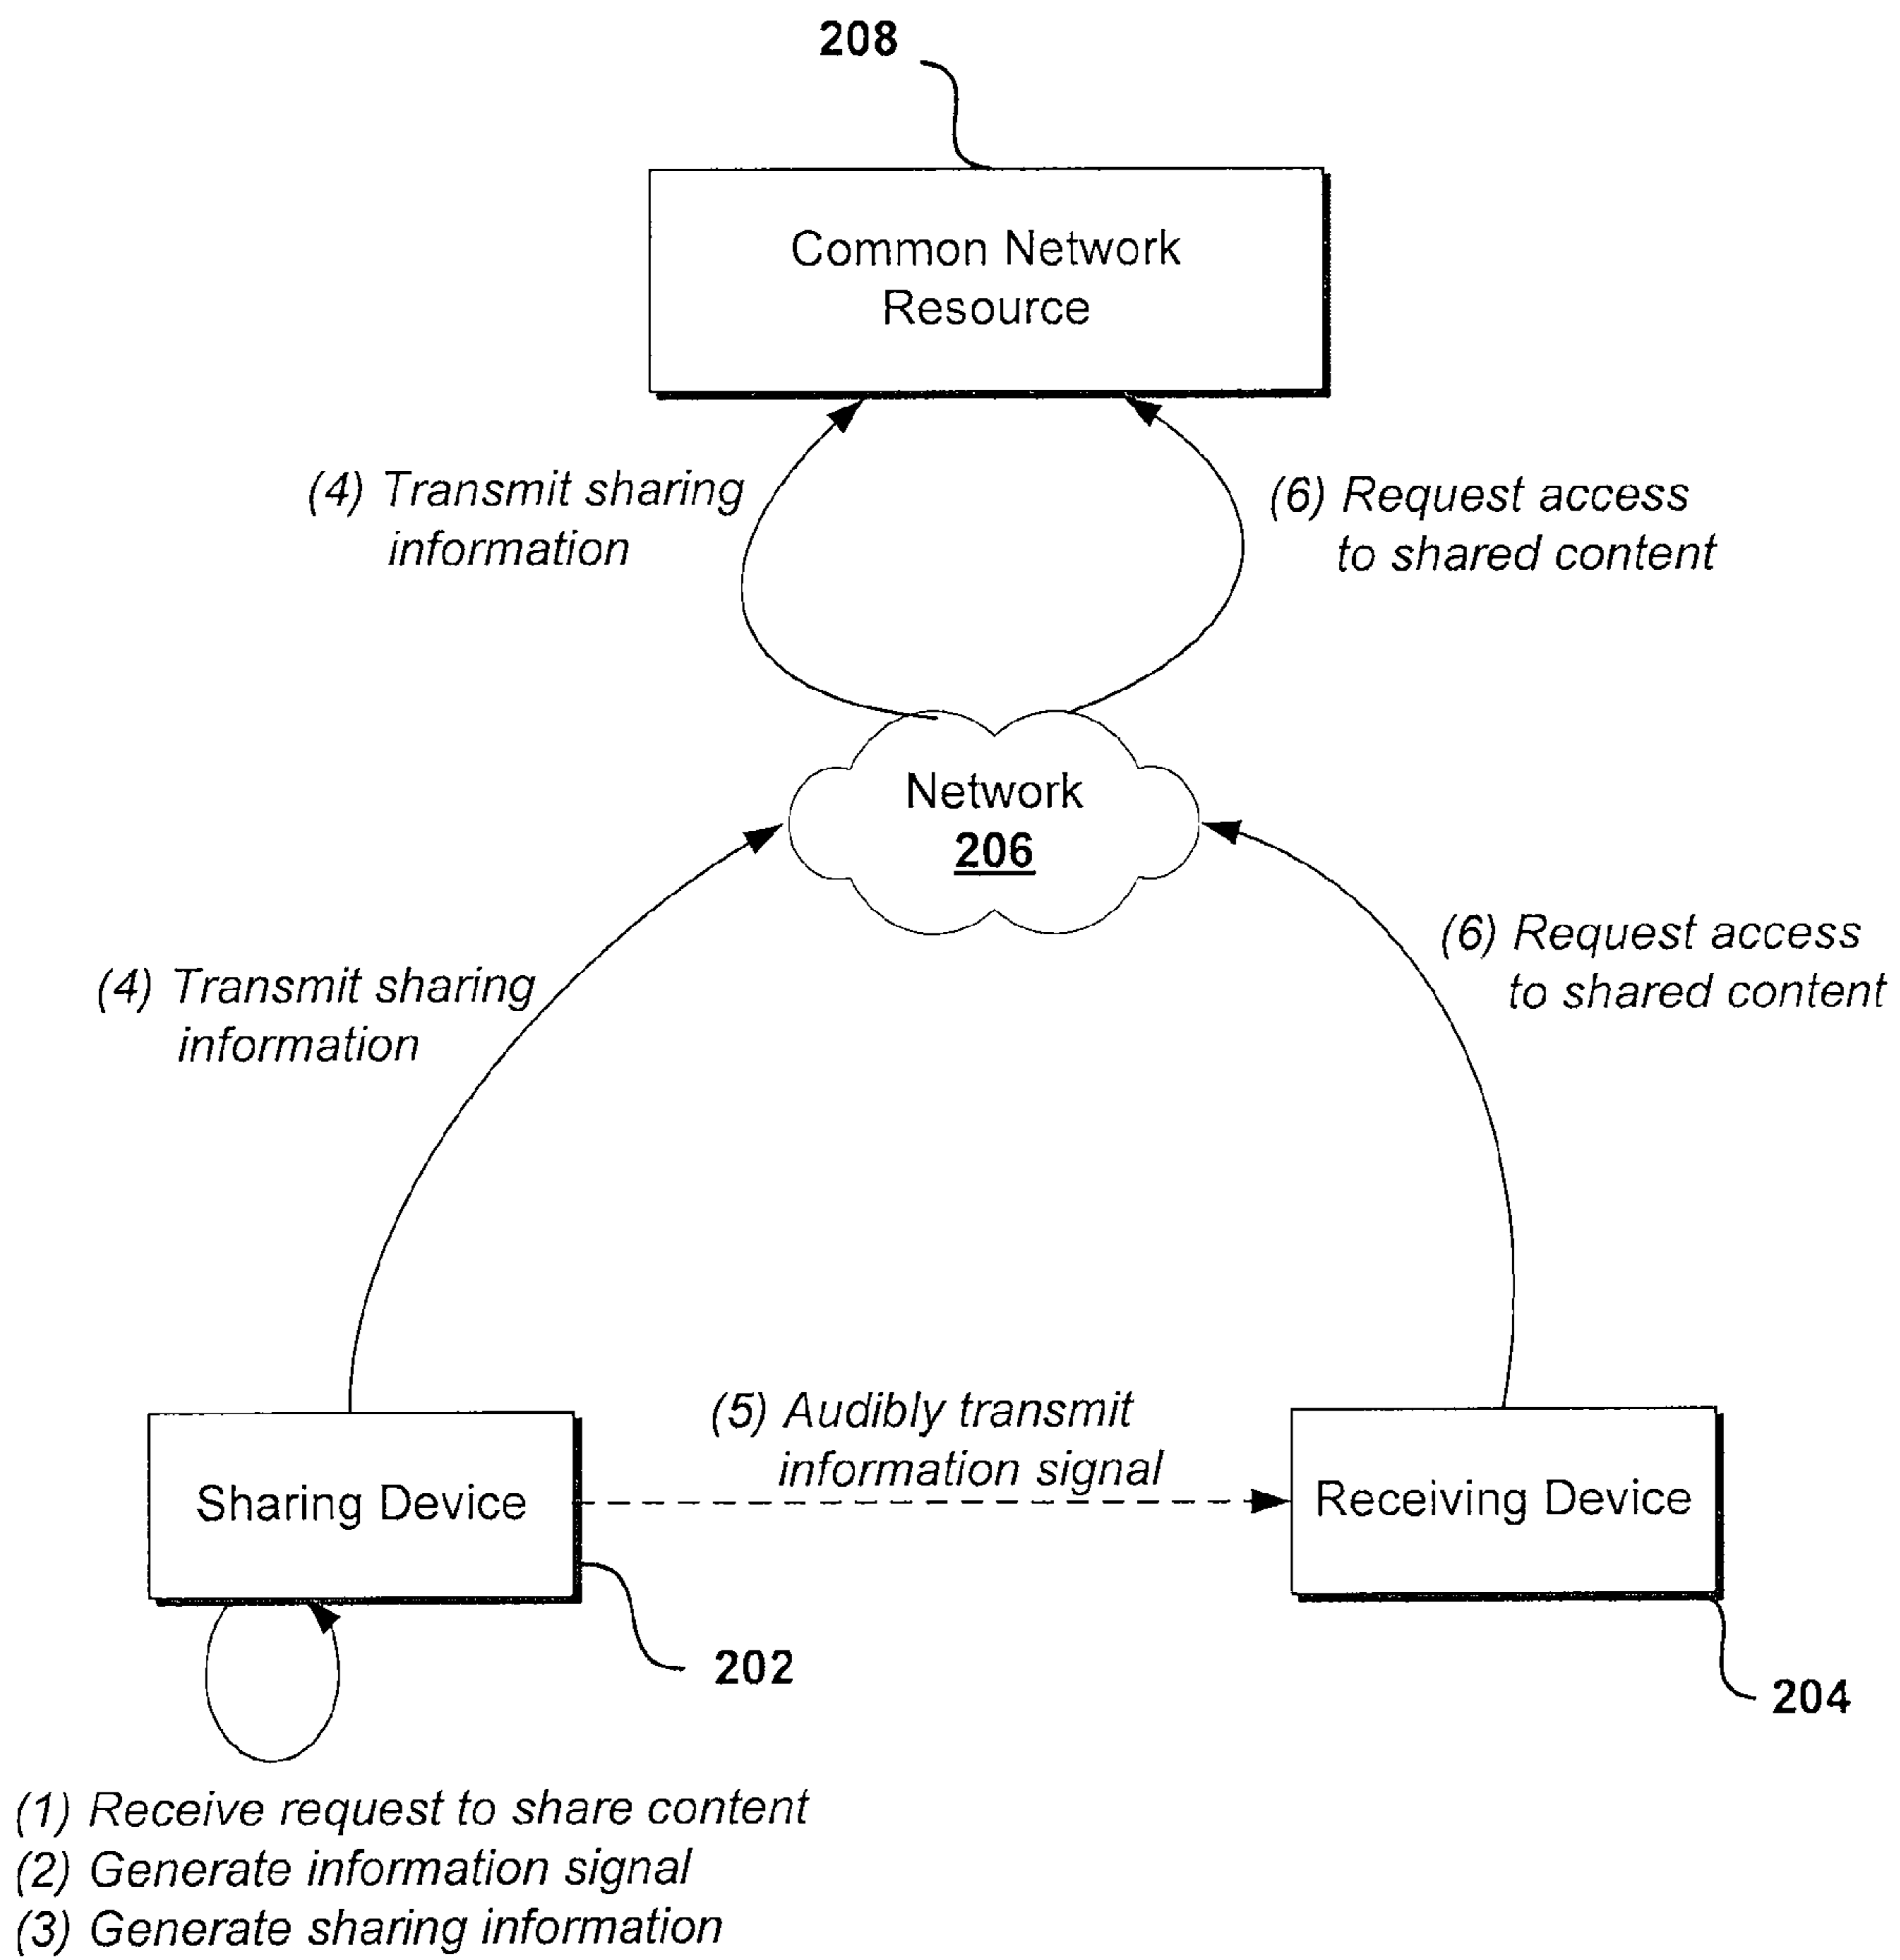 208
Common Network
Resource
(4) Transmit sharing
information
(6) Request access
to shared content
Network
206
(4) Transmit sharing
information
(6) Request access
to shared content
(5) Audibly transmit
information signal
Sharing Device
Receiving Device
202
204
(1) Receive request to share content
(2) Generate information signal
(3) Generate sharing information